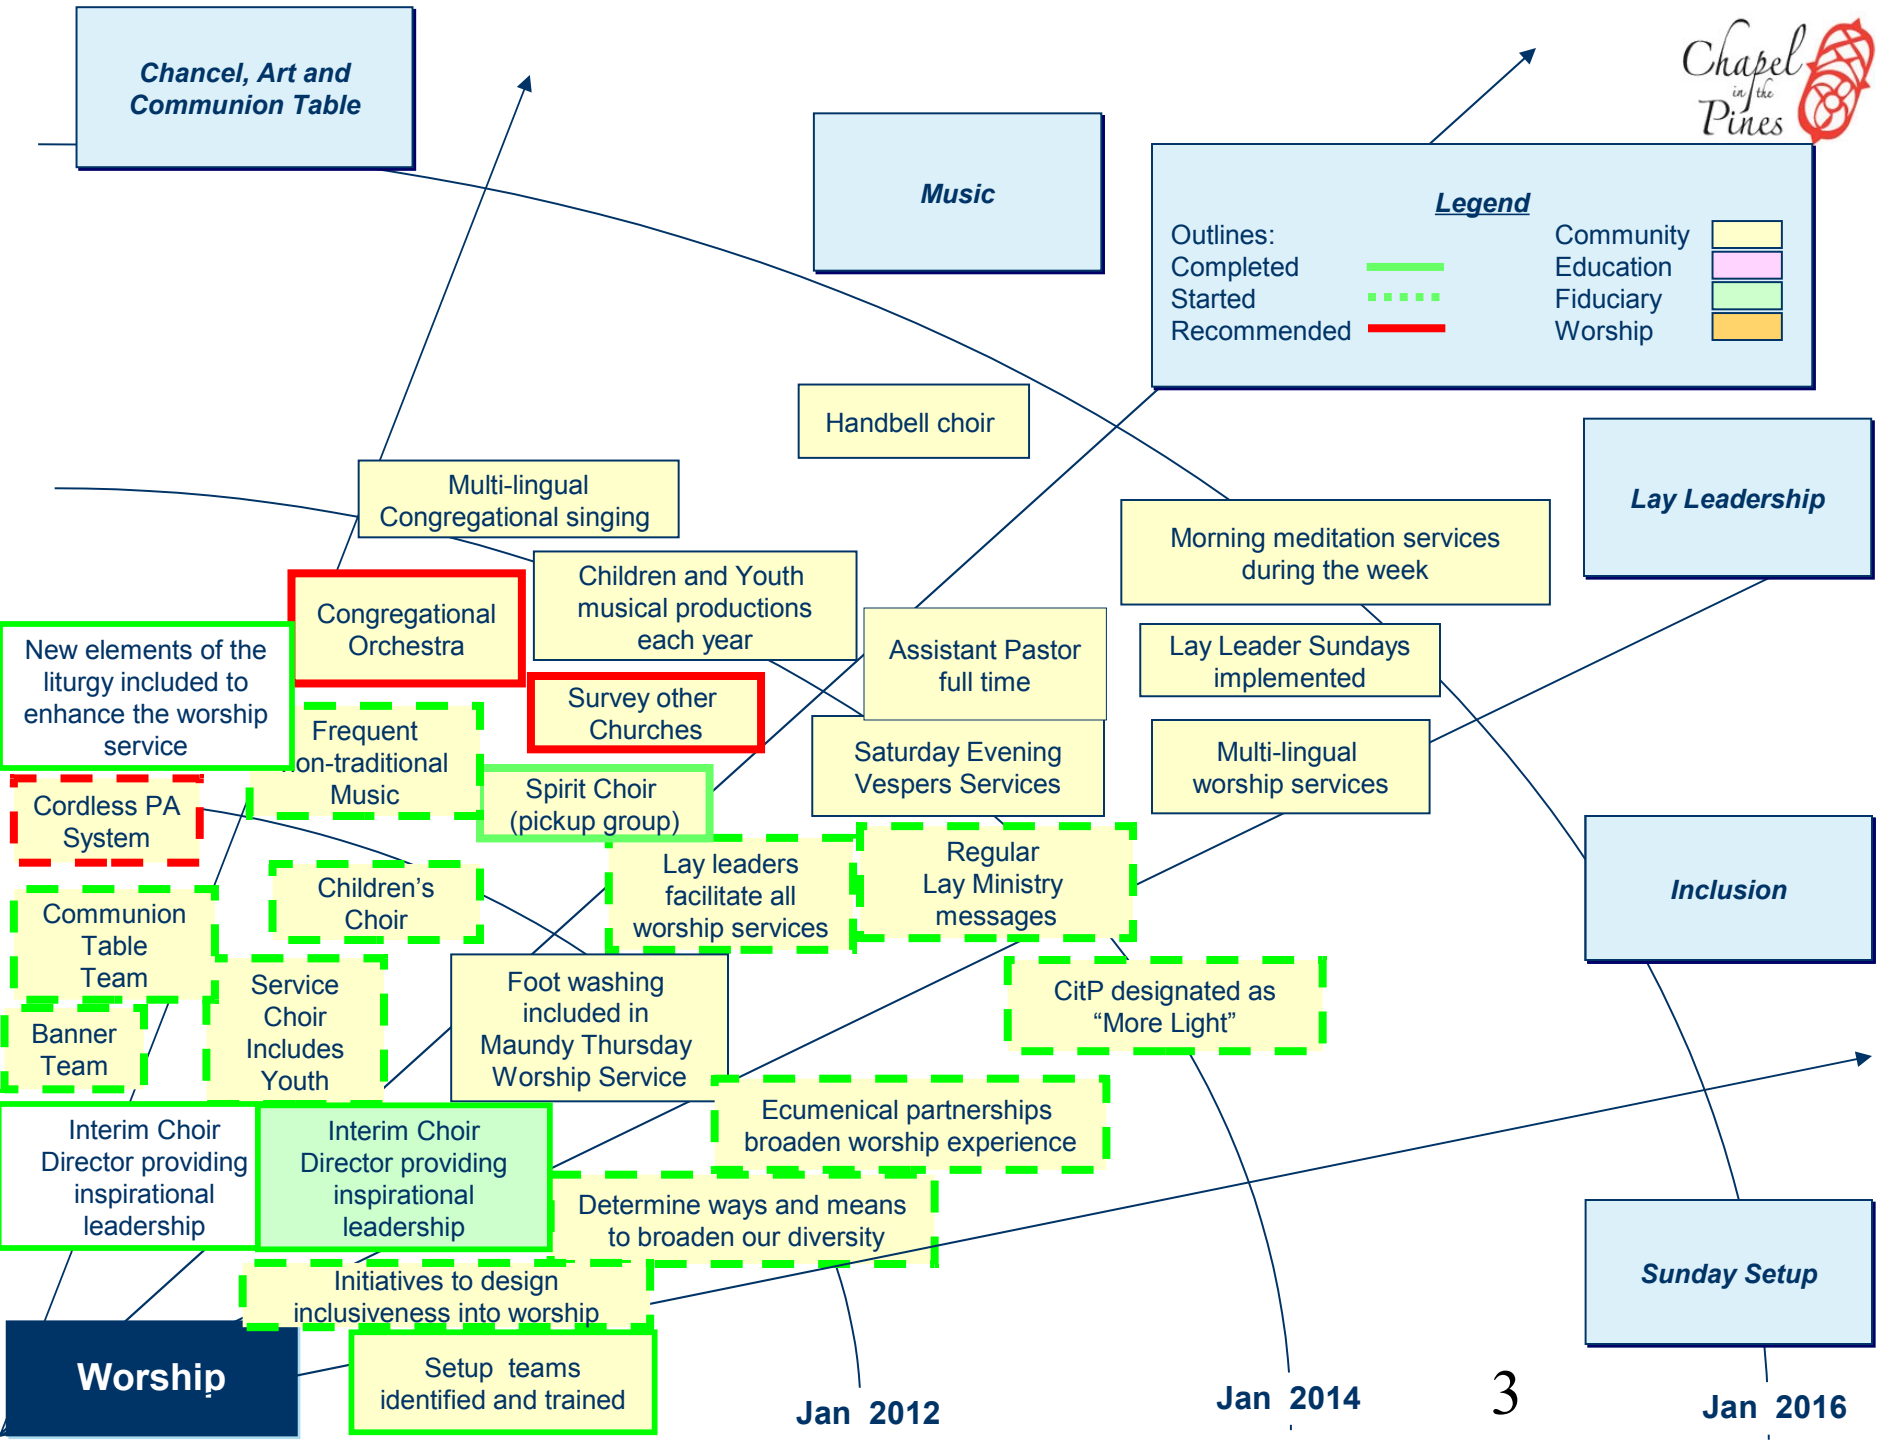 Chancel, Art and
Communion Table
Chapel
in the
Pines
Music
Legend
Outlines:
Completed
Started
Recommended
Community
Education
Fiduciary
Worship
Handbell choir
Multi-lingual
Congregational singing
Lay Leadership
Morning meditation services
during the week
Children and Youth
musical productions
each year
Congregational
Orchestra
Assistant Pastor
full time
Lay Leader Sundays
implemented
New elements of the
liturgy included to
enhance the worship
service
Survey other
Churches
Frequent
non-traditional
Music
Saturday Evening
Vespers Services
Multi-lingual
worship services
Spirit Choir
(pickup group)
Cordless PA
System
Lay leaders
facilitate all
worship services
Regular
Lay Ministry
messages
Inclusion
Children's
Choir
Communion
Table
Team
Service
Choir
Includes
Youth
Foot washing
included in
Maundy Thursday
Worship Service
CitP designated as
“More Light”
Banner
Team
Ecumenical partnerships
broaden worship experience
Interim Choir
Director providing
inspirational
leadership
Interim Choir
Director providing
inspirational
leadership
Determine ways and means
to broaden our diversity
Sunday Setup
Initiatives to design
inclusiveness into worship
Worship
Setup teams
identified and trained
Jan 2012
Jan 2014
3
Jan 2016